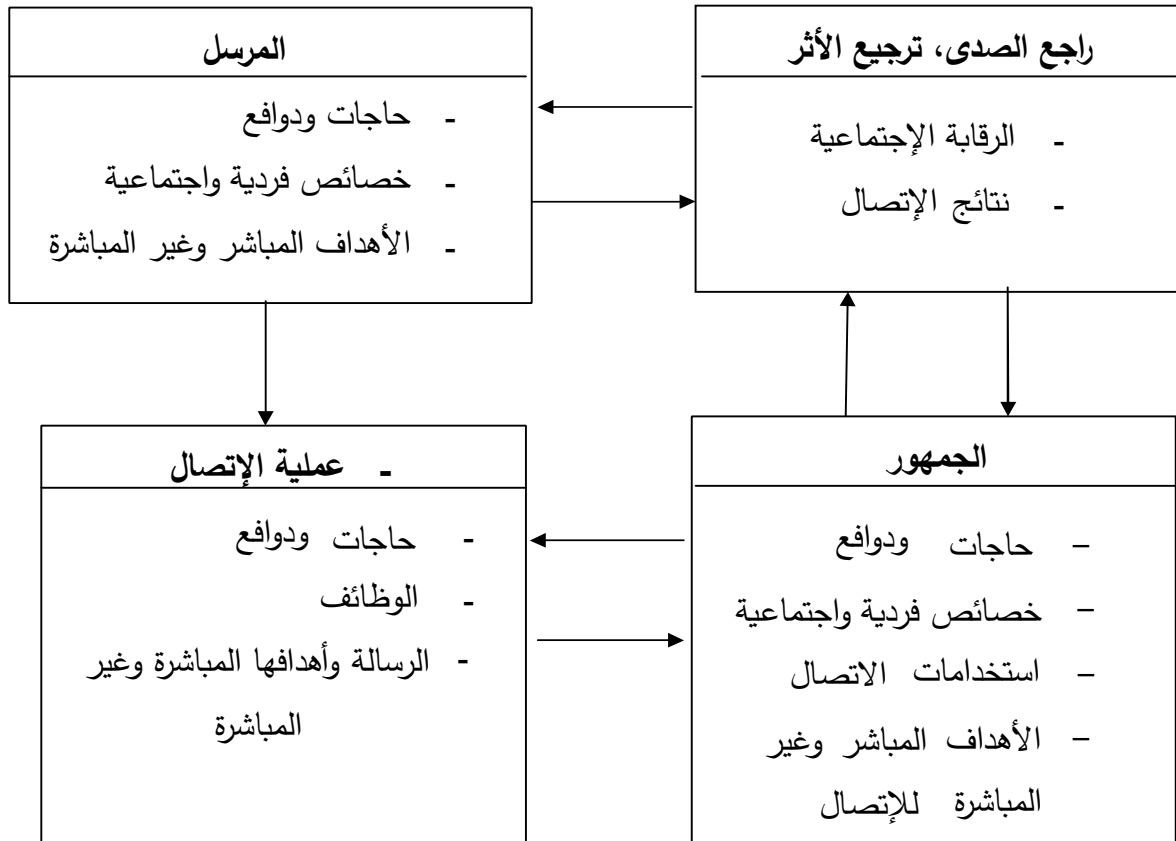 راجع الصدى، ترجيع الأثر
- الرقابة الإجتماعية
- نتائج الإتصال
المرسل
- حاجات ودوافع
- خصائص فردية واجتماعية
- الأهداف المباشر وغير المباشرة
الجمهور
– حاجات ودوافع
– خصائص فردية واجتماعية
– استخدامات الاتصال
– الأهداف المباشر وغير
المباشرة للإتصال
- عملية الإتصال
- حاجات ودوافع
- الوظائف
- الرسالة وأهدافها المباشرة وغير
المباشرة